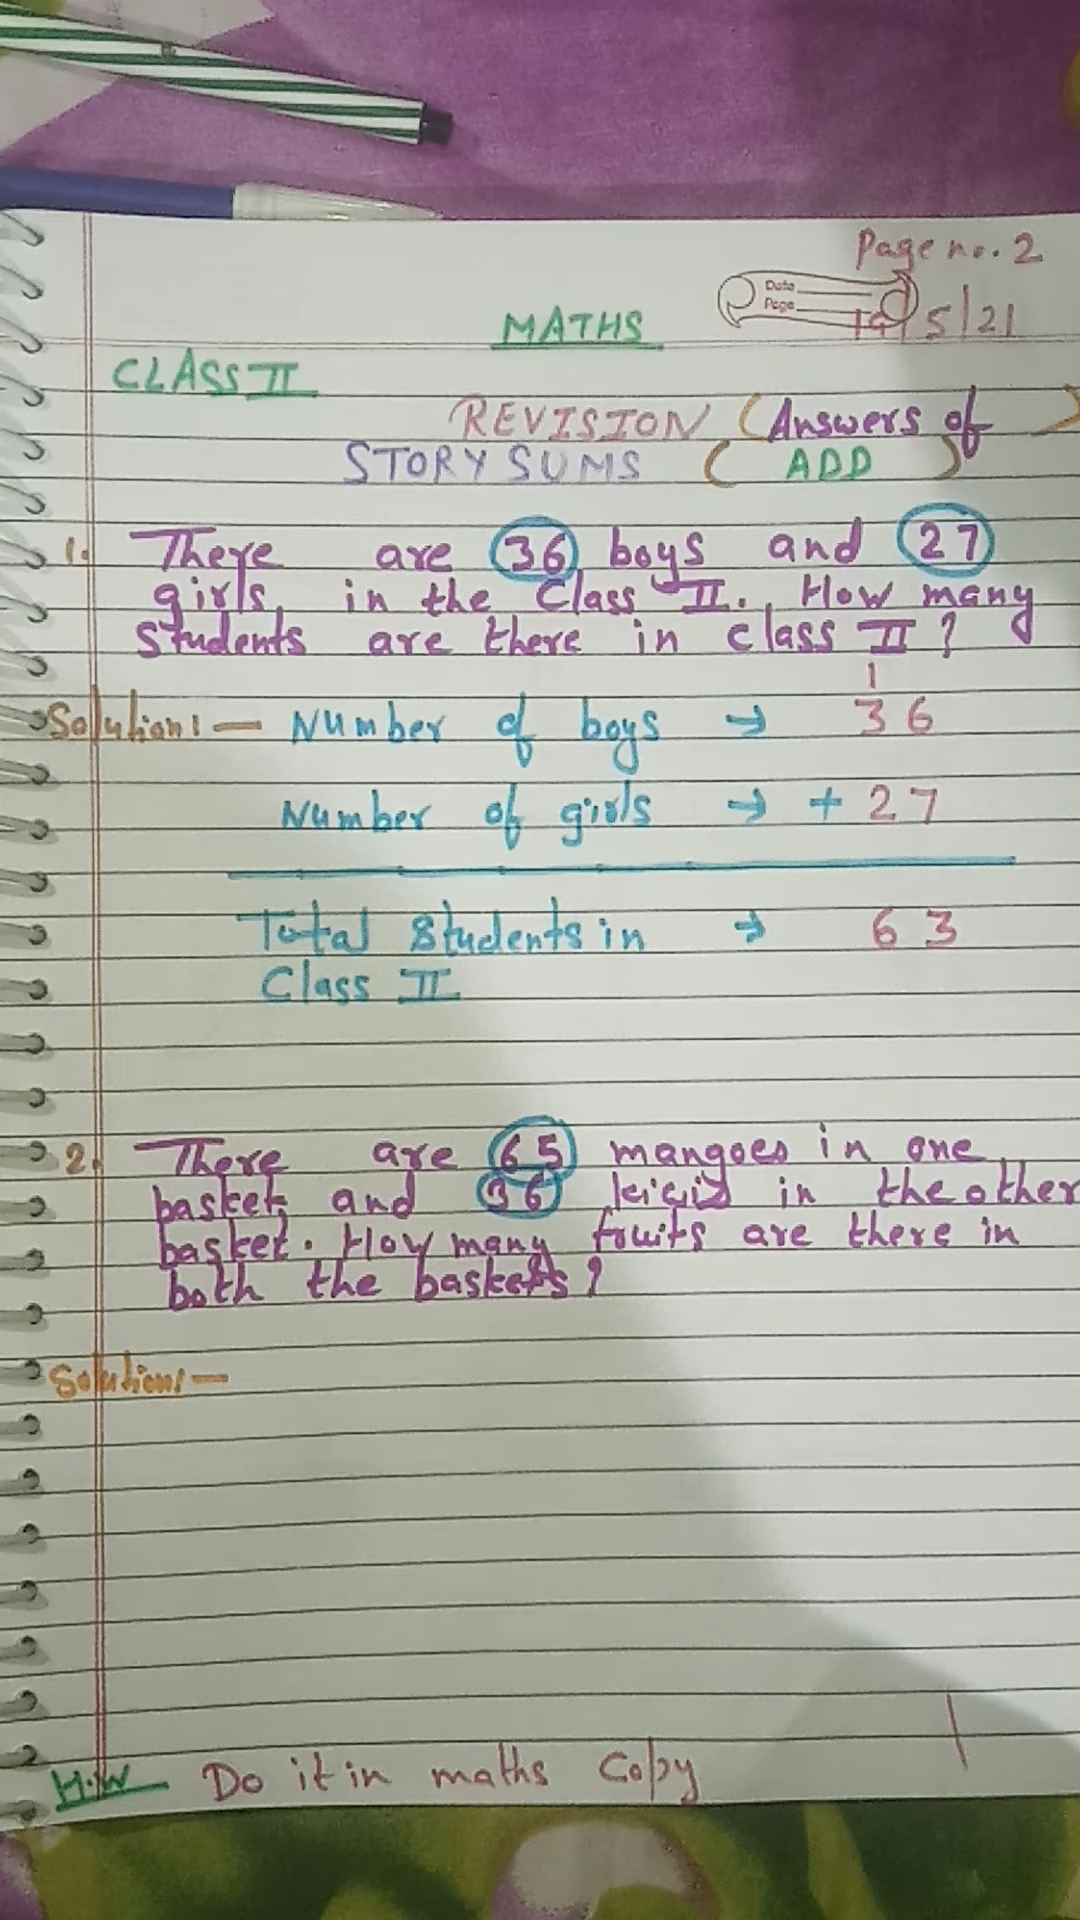 Page no. 2
Date
Page
19/5/21
MATHS
CLASS II
REVISION (Answers of)
STORY SUMS (ADD)
1. There are 36 boys and 27
girls, in the Class II. How many
students are there in class II?
1
Solution:— Number of boys → 36
Number of girls → + 27
Total Students in → 63
Class II
2. There are 65 mangoes in one
basket and 36 kiwis in the other
basket. How many fruits are there in
both the baskets?
Solution:—
H.W Do it in maths Copy